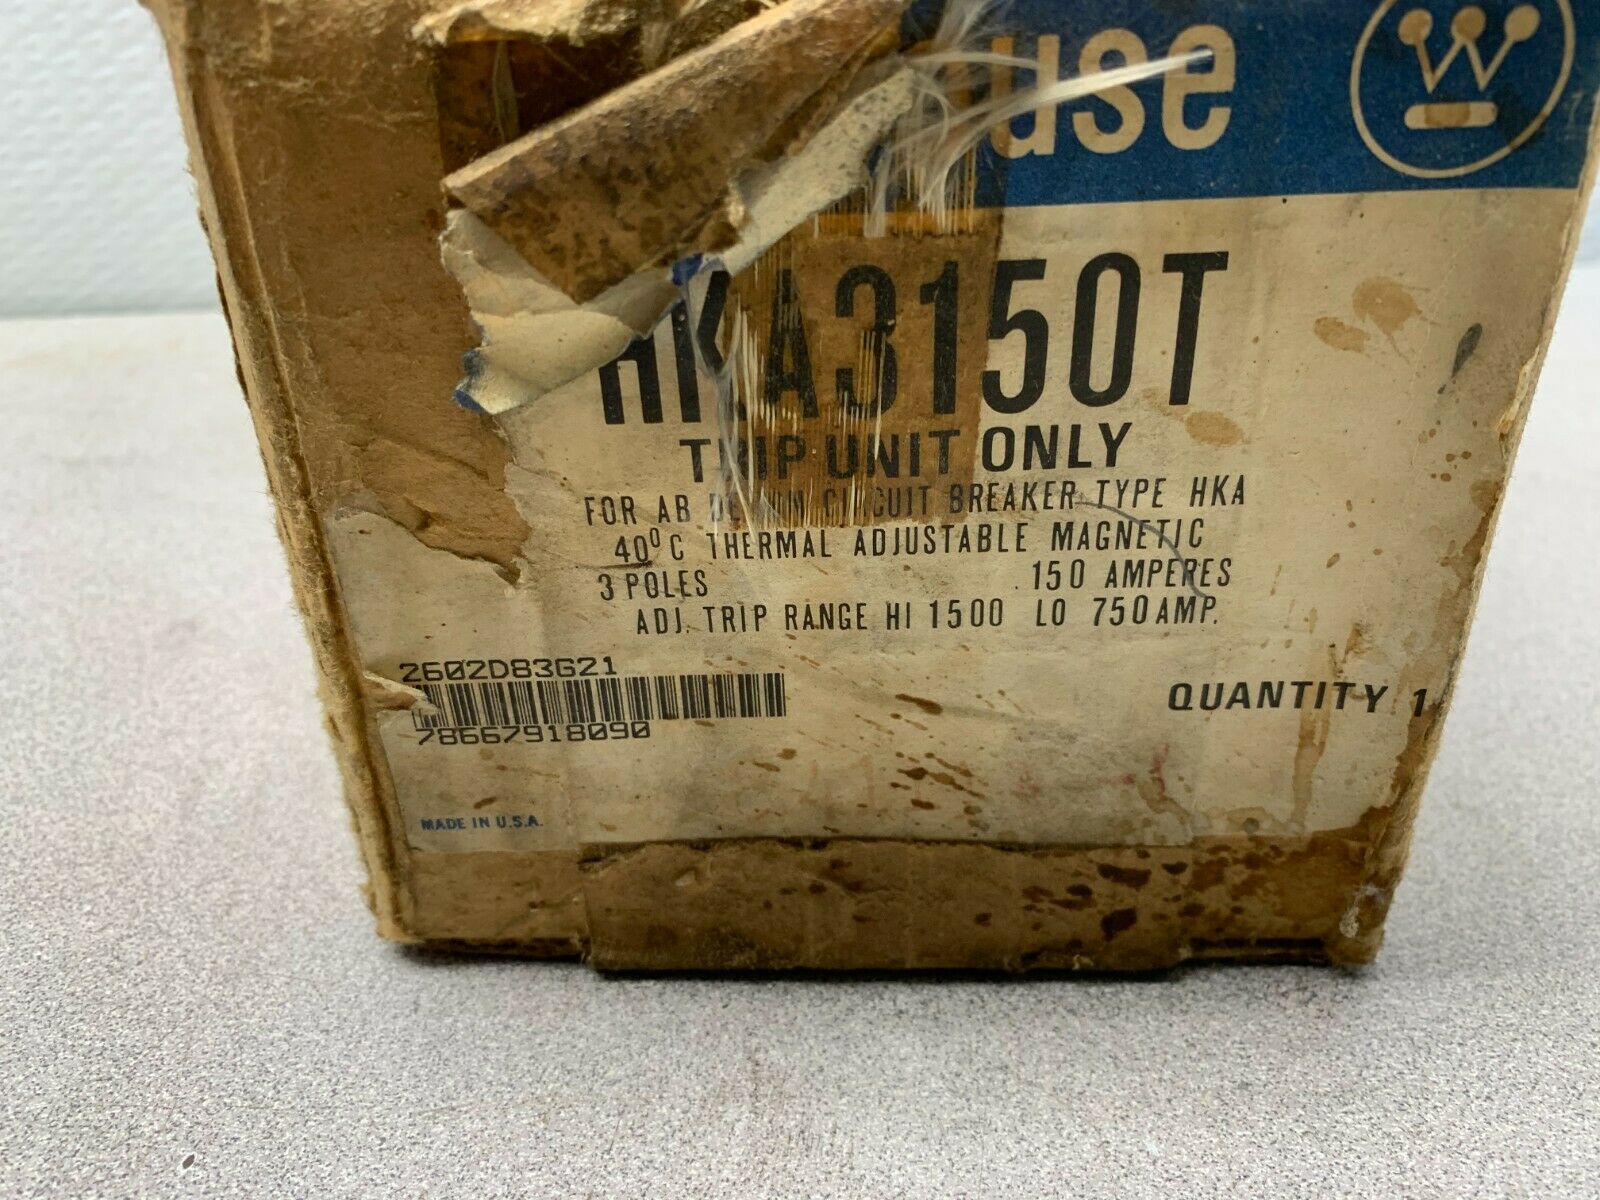 use
W
HKA3150T
TRIP UNIT ONLY
FOR AB CIRCUIT BREAKER TYPE HKA
40°C THERMAL ADJUSTABLE MAGNETIC
3 POLES 150 AMPERES
ADJ. TRIP RANGE HI 1500 LO 750 AMP.
2602D83G21
78667918090
QUANTITY 1
MADE IN U.S.A.